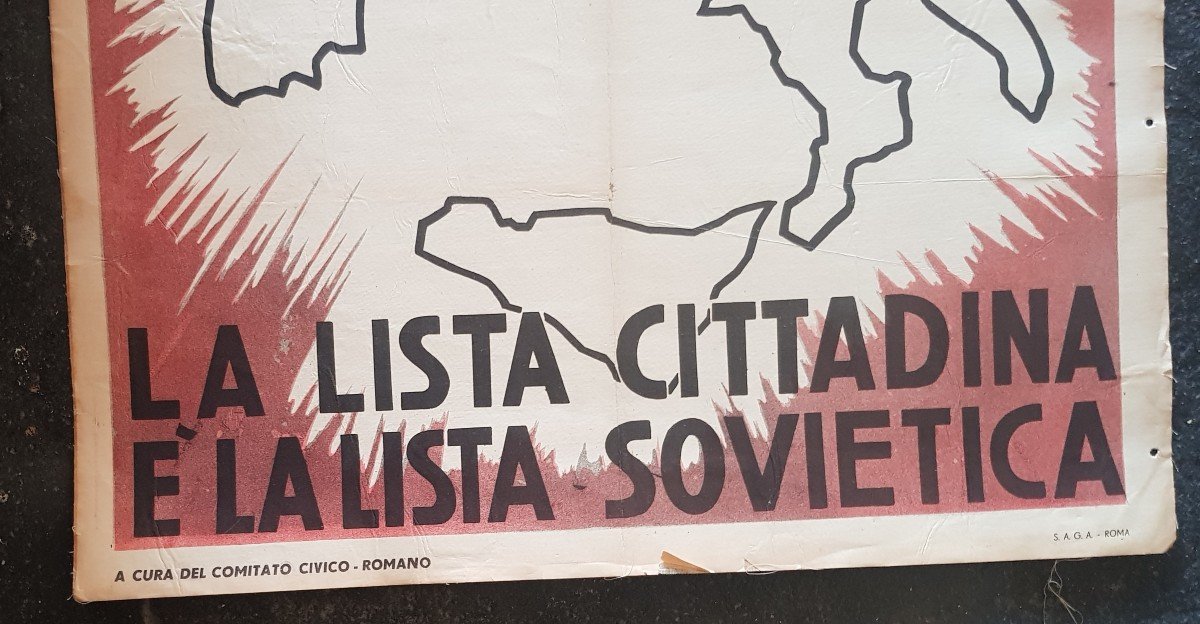 LA LISTA CITTADINA
È LA LISTA SOVIETICA
S. A. G. A. - ROMA
A CURA DEL COMITATO CIVICO - ROMANO